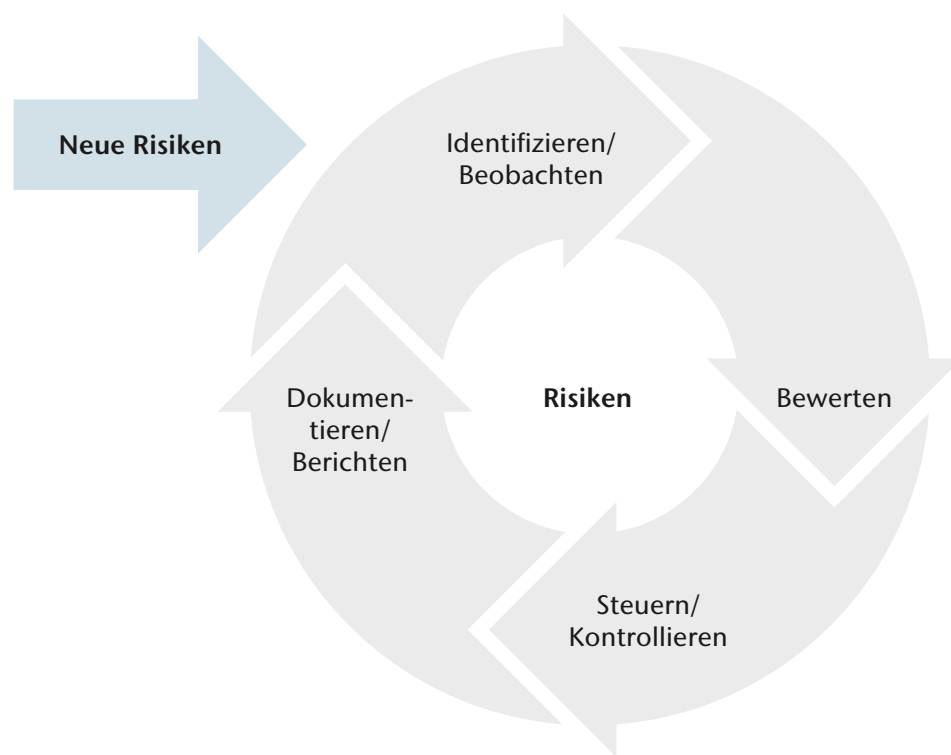 Neue Risiken
Identifizieren/
Beobachten
Bewerten
Steuern/
Kontrollieren
Dokumen-
tieren/
Berichten
Risiken